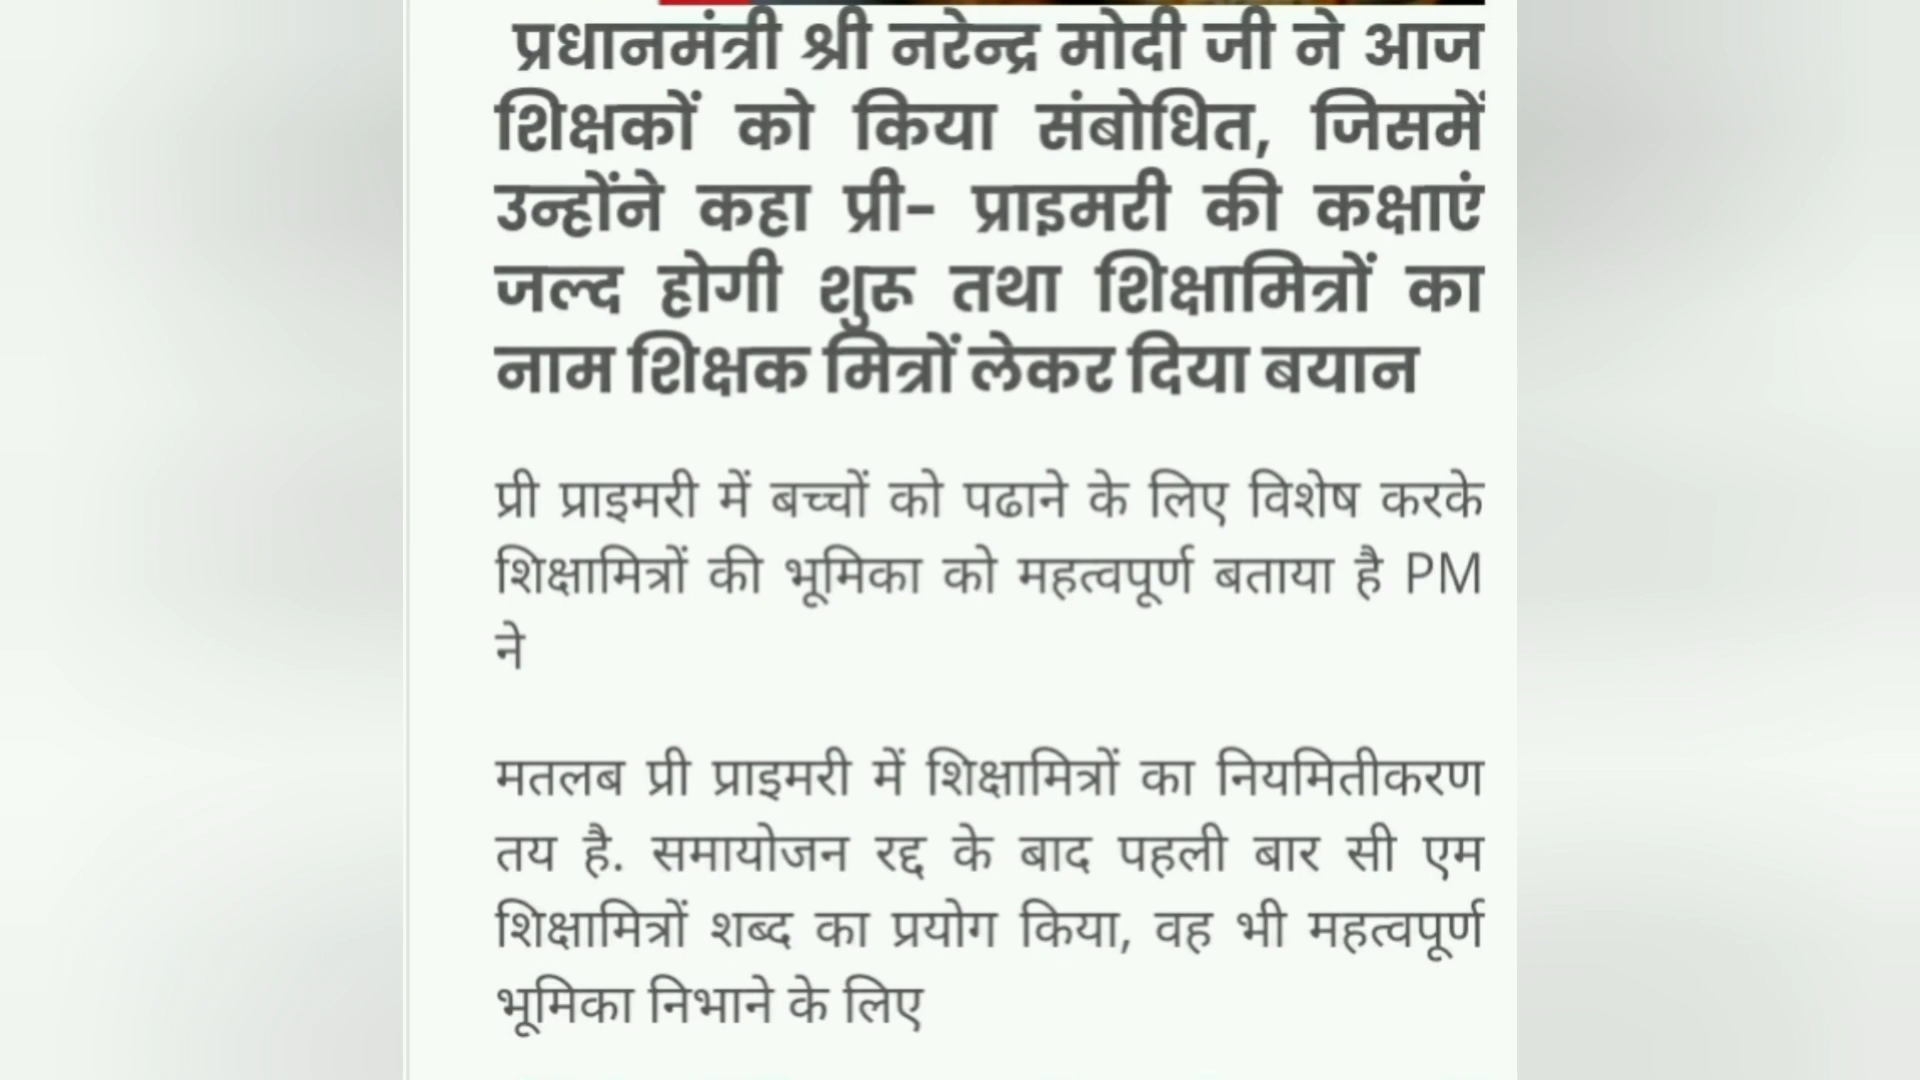 प्रधानमंत्री श्री नरेन्द्र मोदी जी ने आज
शिक्षकों को किया संबोधित, जिसमें
उन्होंने कहा प्री- प्राइमरी की कक्षाएं
जल्द होगी शुरू तथा शिक्षामित्रों का
नाम शिक्षक मित्रों लेकर दिया बयान
प्री प्राइमरी में बच्चों को पढाने के लिए विशेष करके
शिक्षामित्रों की भूमिका को महत्वपूर्ण बताया है PM
ने
मतलब प्री प्राइमरी में शिक्षामित्रों का नियमितीकरण
तय है. समायोजन रद्द के बाद पहली बार सी एम
शिक्षामित्रों शब्द का प्रयोग किया, वह भी महत्वपूर्ण
भूमिका निभाने के लिए